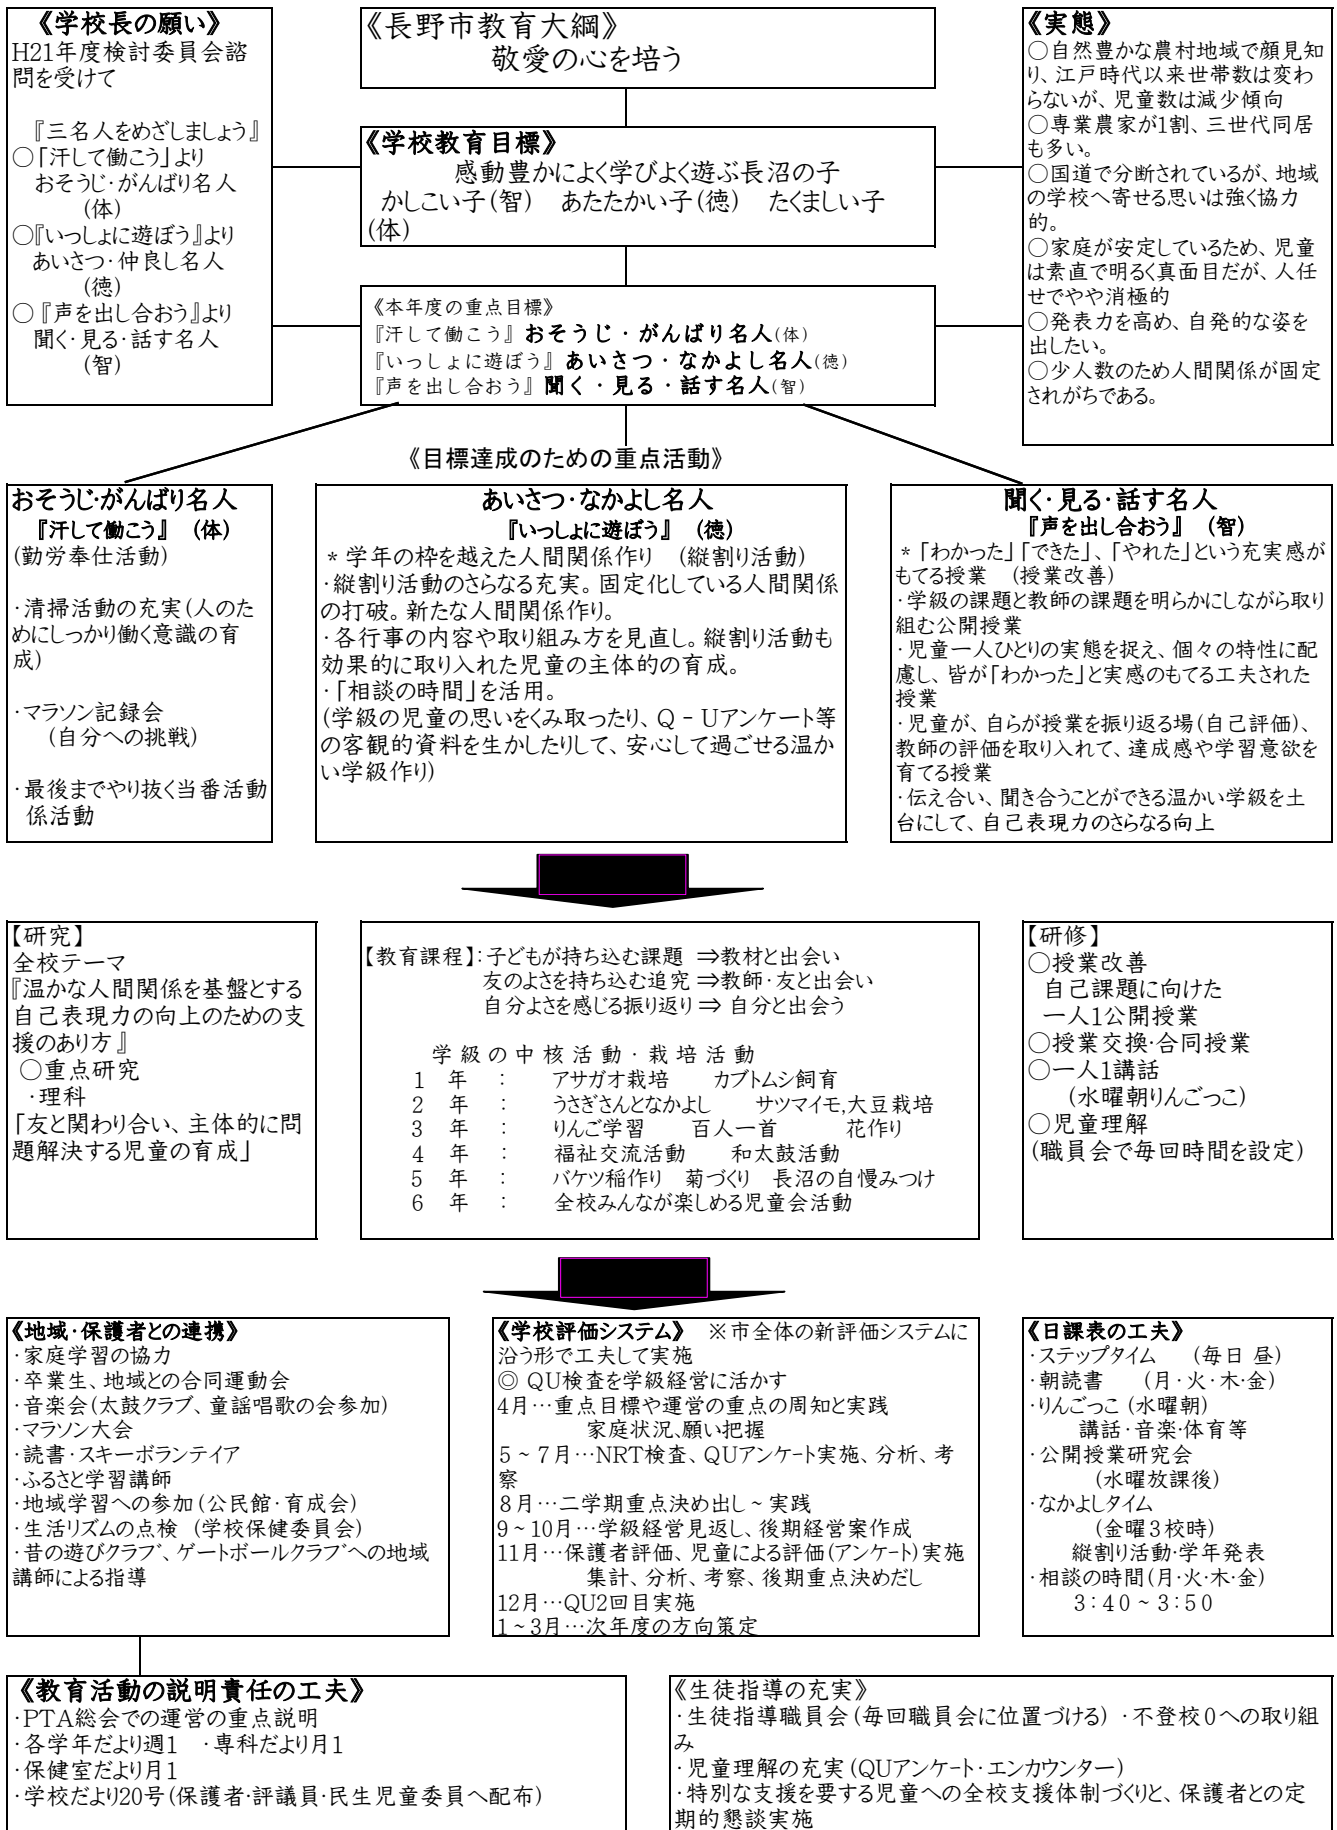 《学校長の願い》
H21年度検討委員会諮
問を受けて
『三名人をめざしましょう』
○「汗して働こう」より
おそうじ・がんばり名人
(体)
○『いっしょに遊ぼう』より
あいさつ・仲良し名人
(徳)
○『声を出し合おう』より
聞く・見る・話す名人
(智)
《長野市教育大綱》
敬愛の心を培う
《学校教育目標》
感動豊かによく学びよく遊ぶ長沼の子
かしこい子(智)　あたたかい子(徳)　たくましい子
(体)
《本年度の重点目標》
『汗して働こう』おそうじ・がんばり名人(体)
『いっしょに遊ぼう』あいさつ・なかよし名人(徳)
『声を出し合おう』聞く・見る・話す名人(智)
《実態》
○自然豊かな農村地域で顔見知
り、江戸時代以来世帯数は変わ
らないが、児童数は減少傾向
○専業農家が1割、三世代同居
も多い。
○国道で分断されているが、地域
の学校へ寄せる思いは強く協力
的。
○家庭が安定しているため、児童
は素直で明るく真面目だが、人任
せでやや消極的
○発表力を高め、自発的な姿を
出したい。
○少人数のため人間関係が固定
されがちである。
《目標達成のための重点活動》
おそうじ・がんばり名人
『汗して働こう』　(体)
(勤労奉仕活動)
・清掃活動の充実(人のた
めにしっかり働く意識の育
成)
・マラソン記録会
(自分への挑戦)
・最後までやり抜く当番活動
係活動
あいさつ・なかよし名人
『いっしょに遊ぼう』　(徳)
＊学年の枠を越えた人間関係作り　(縦割り活動)
・縦割り活動のさらなる充実。固定化している人間関係
の打破。新たな人間関係作り。
・各行事の内容や取り組み方を見直し。縦割り活動も
効果的に取り入れた児童の主体的の育成。
・「相談の時間」を活用。
(学級の児童の思いをくみ取ったり、Q－Uアンケート等
の客観的資料を生かしたりして、安心して過ごせる温か
い学級作り)
聞く・見る・話す名人
『声を出し合おう』　(智)
＊「わかった」「できた」、「やれた」という充実感が
もてる授業　(授業改善)
・学級の課題と教師の課題を明らかにしながら取り
組む公開授業
・児童一人ひとりの実態を捉え、個々の特性に配
慮し、皆が「わかった」と実感のもてる工夫された
授業
・児童が、自らが授業を振り返る場(自己評価)、
教師の評価を取り入れて、達成感や学習意欲を
育てる授業
・伝え合い、聞き合うことができる温かい学級を土
台にして、自己表現力のさらなる向上
【研究】
全校テーマ
『温かな人間関係を基盤とする
自己表現力の向上のための支
援のあり方』
○重点研究
・理科
「友と関わり合い、主体的に問
題解決する児童の育成」
【教育課程】:子どもが持ち込む課題　⇒教材と出会い
友のよさを持ち込む追究　⇒教師・友と出会い
自分よさを感じる振り返り⇒ 自分と出会う
学級の中核活動・栽培活動
1　年　:　アサガオ栽培　カブトムシ飼育
2　年　:　うさぎさんとなかよし　サツマイモ,大豆栽培
3　年　:　りんご学習　百人一首　花作り
4　年　:　福祉交流活動　和太鼓活動
5　年　:　バケツ稲作り　菊づくり　長沼の自慢みつけ
6　年　:　全校みんなが楽しめる児童会活動
【研修】
○授業改善
自己課題に向けた
一人1公開授業
○授業交換・合同授業
○一人1講話
(水曜朝りんごっこ)
○児童理解
(職員会で毎回時間を設定)
《地域・保護者との連携》
・家庭学習の協力
・卒業生、地域との合同運動会
・音楽会(太鼓クラブ、童謡唱歌の会参加)
・マラソン大会
・読書・スキーボランテイア
・ふるさと学習講師
・地域学習への参加(公民館・育成会)
・生活リズムの点検　(学校保健委員会)
・昔の遊びクラブ、ゲートボールクラブへの地域
講師による指導
《学校評価システム》　※市全体の新評価システムに
沿う形で工夫して実施
◎ QU検査を学級経営に活かす
4月…重点目標や運営の重点の周知と実践
家庭状況、願い把握
5～7月…NRT検査、QUアンケート実施、分析、考
察
8月…二学期重点決め出し～実践
9～10月…学級経営見返し、後期経営案作成
11月…保護者評価、児童による評価(アンケート)実施
集計、分析、考察、後期重点決めだし
12月…QU2回目実施
1～3月…次年度の方向策定
《日課表の工夫》
・ステップタイム　(毎日 昼)
・朝読書　(月・火・木・金)
・りんごっこ (水曜朝)
講話・音楽・体育等
・公開授業研究会
(水曜放課後)
・なかよしタイム
(金曜3校時)
縦割り活動・学年発表
・相談の時間(月・火・木・金)
3:40～3:50
《教育活動の説明責任の工夫》
・PTA総会での運営の重点説明
・各学年だより週1　・専科だより月1
・保健室だより月1
・学校だより20号(保護者・評議員・民生児童委員へ配布)
《生徒指導の充実》
・生徒指導職員会(毎回職員会に位置づける)　・不登校0への取り組
み
・児童理解の充実(QUアンケート・エンカウンター)
・特別な支援を要する児童への全校支援体制づくりと、保護者との定
期的懇談実施